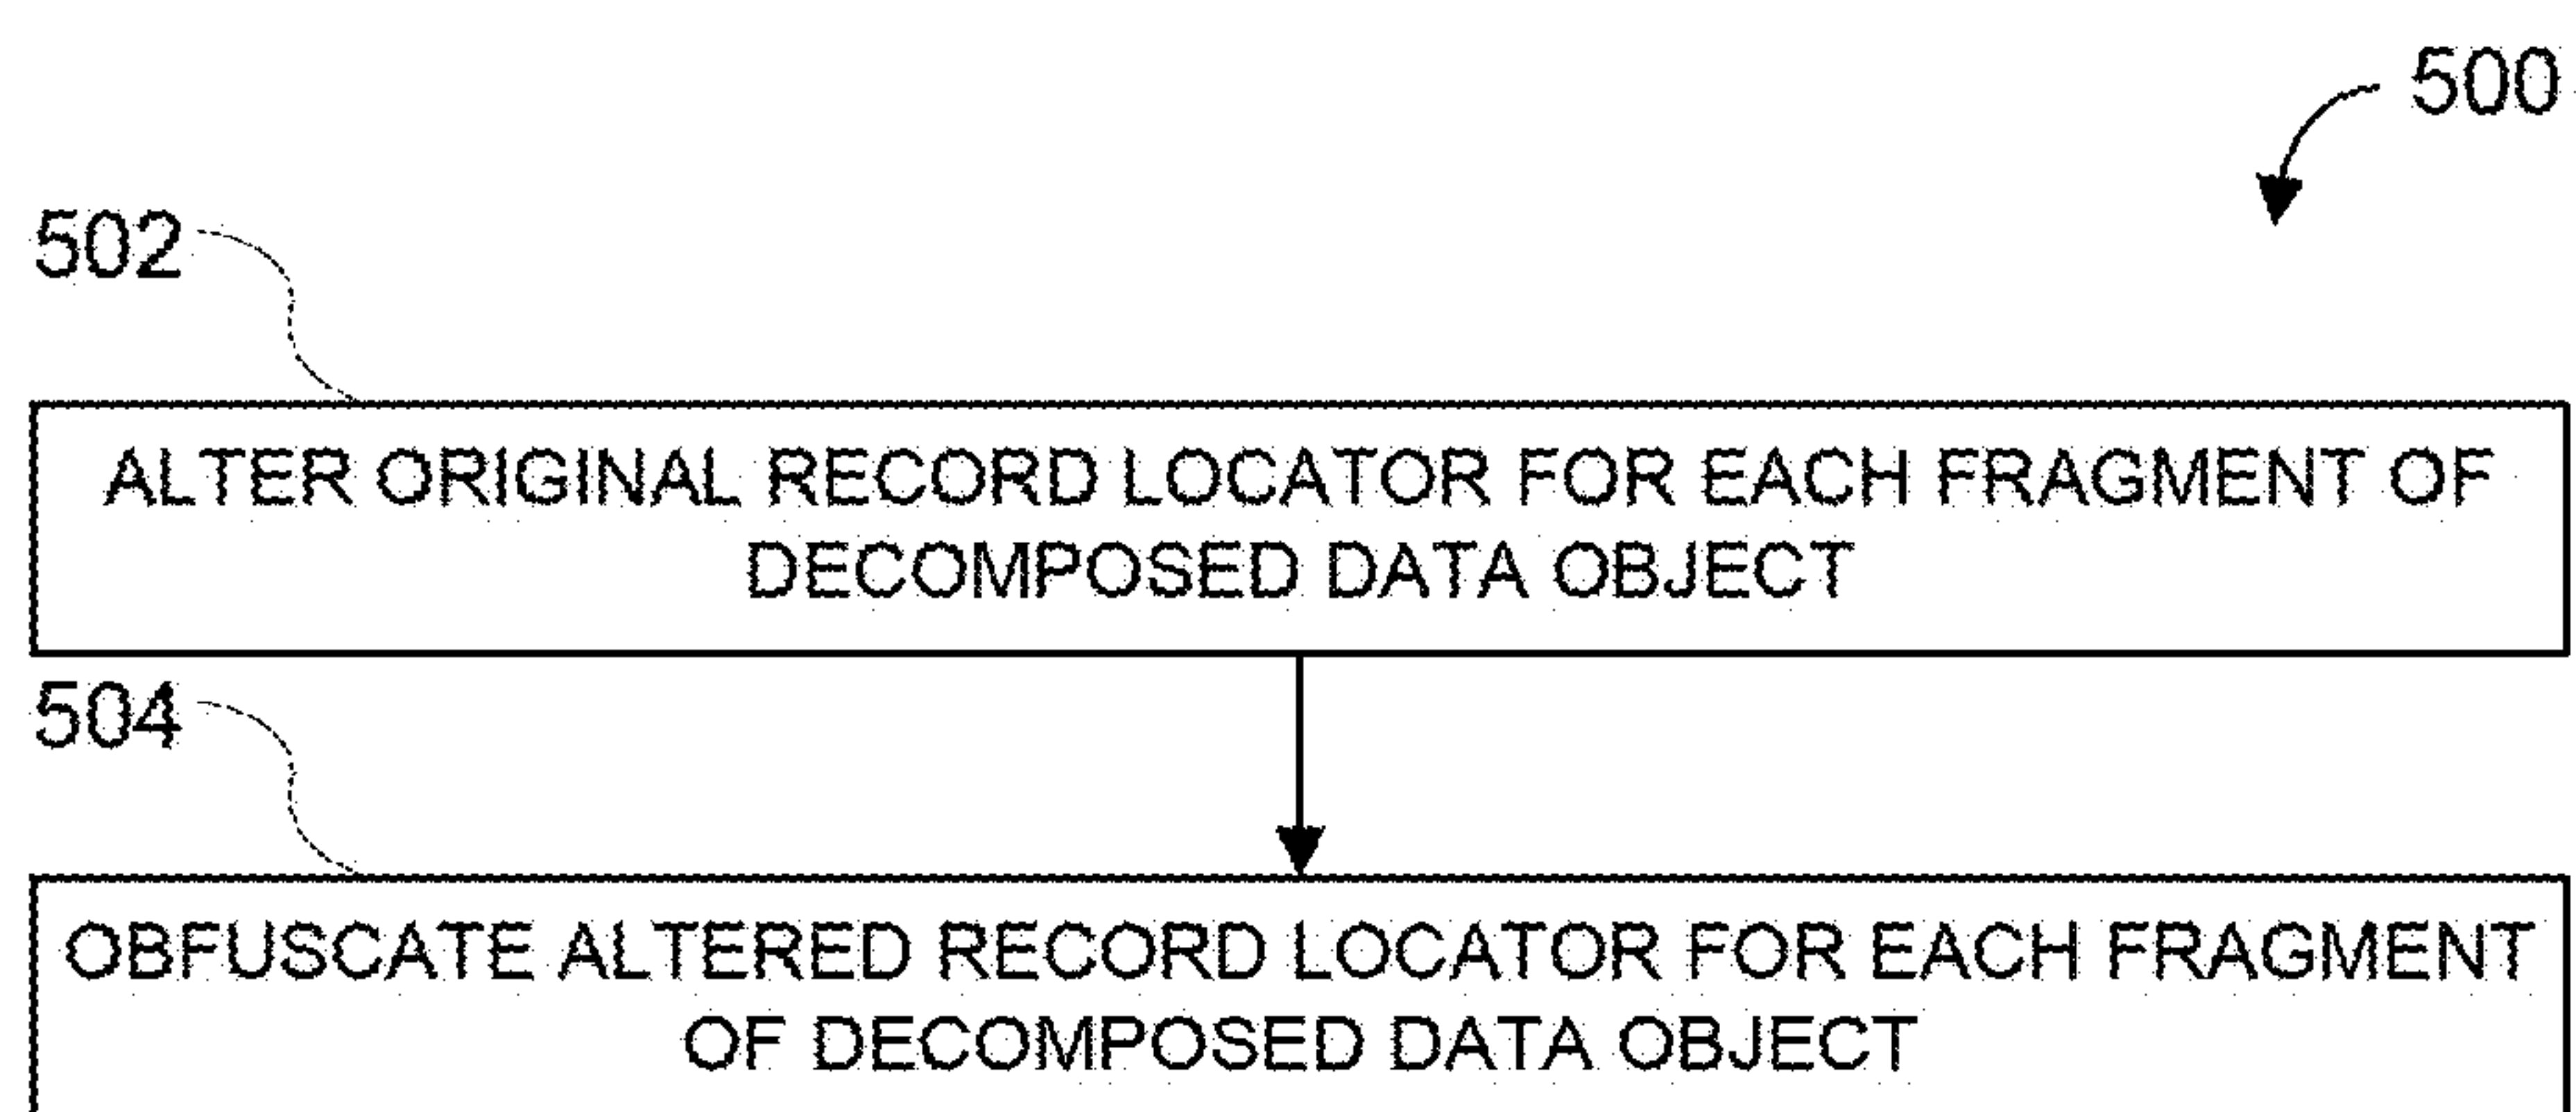 500
502
ALTER ORIGINAL RECORD LOCATOR FOR EACH FRAGMENT OF
DECOMPOSED DATA OBJECT
504
OBFUSCATE ALTERED RECORD LOCATOR FOR EACH FRAGMENT
OF DECOMPOSED DATA OBJECT